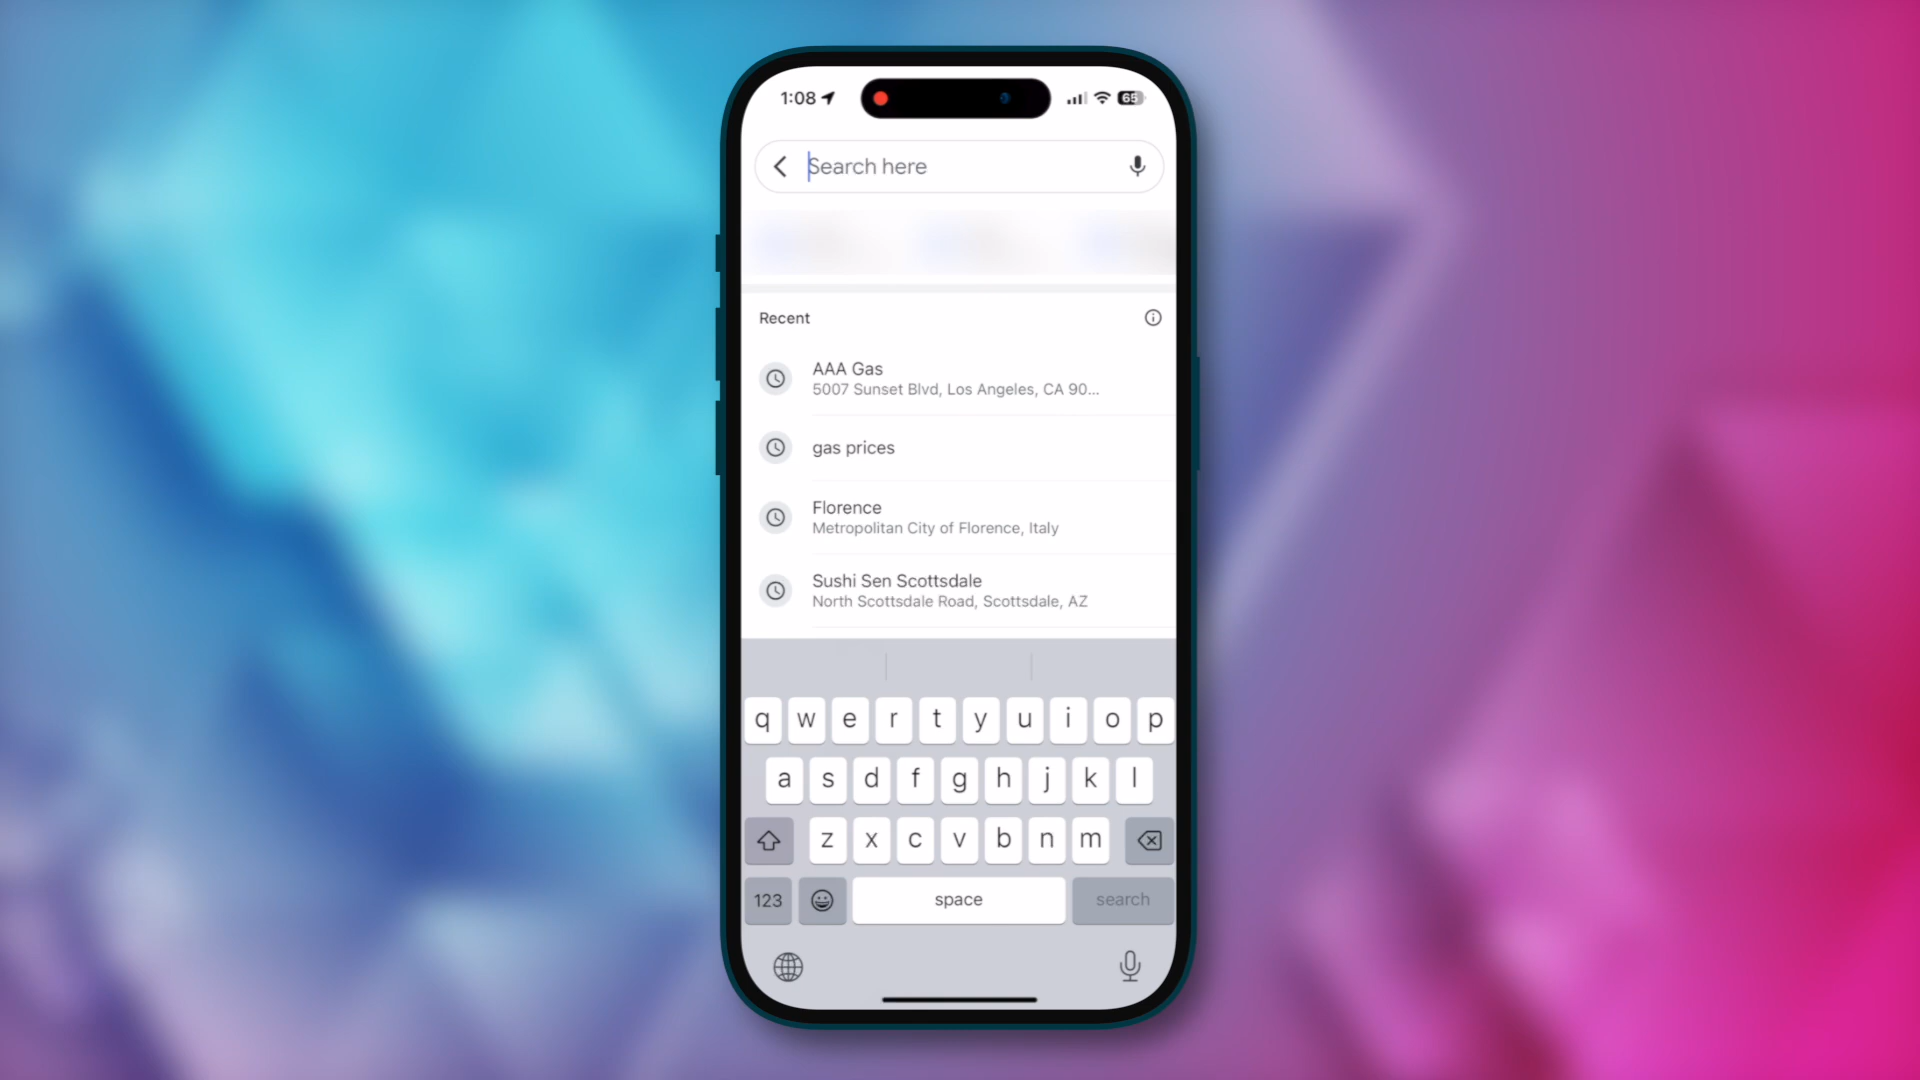 1:08
65
Search here
Recent
AAA Gas
5007 Sunset Blvd, Los Angeles, CA 90...
gas prices
Florence
Metropolitan City of Florence, Italy
Sushi Sen Scottsdale
North Scottsdale Road, Scottsdale, AZ
q w e r t y u i o p
a s d f g h j k l
z x c v b n m
123 space search